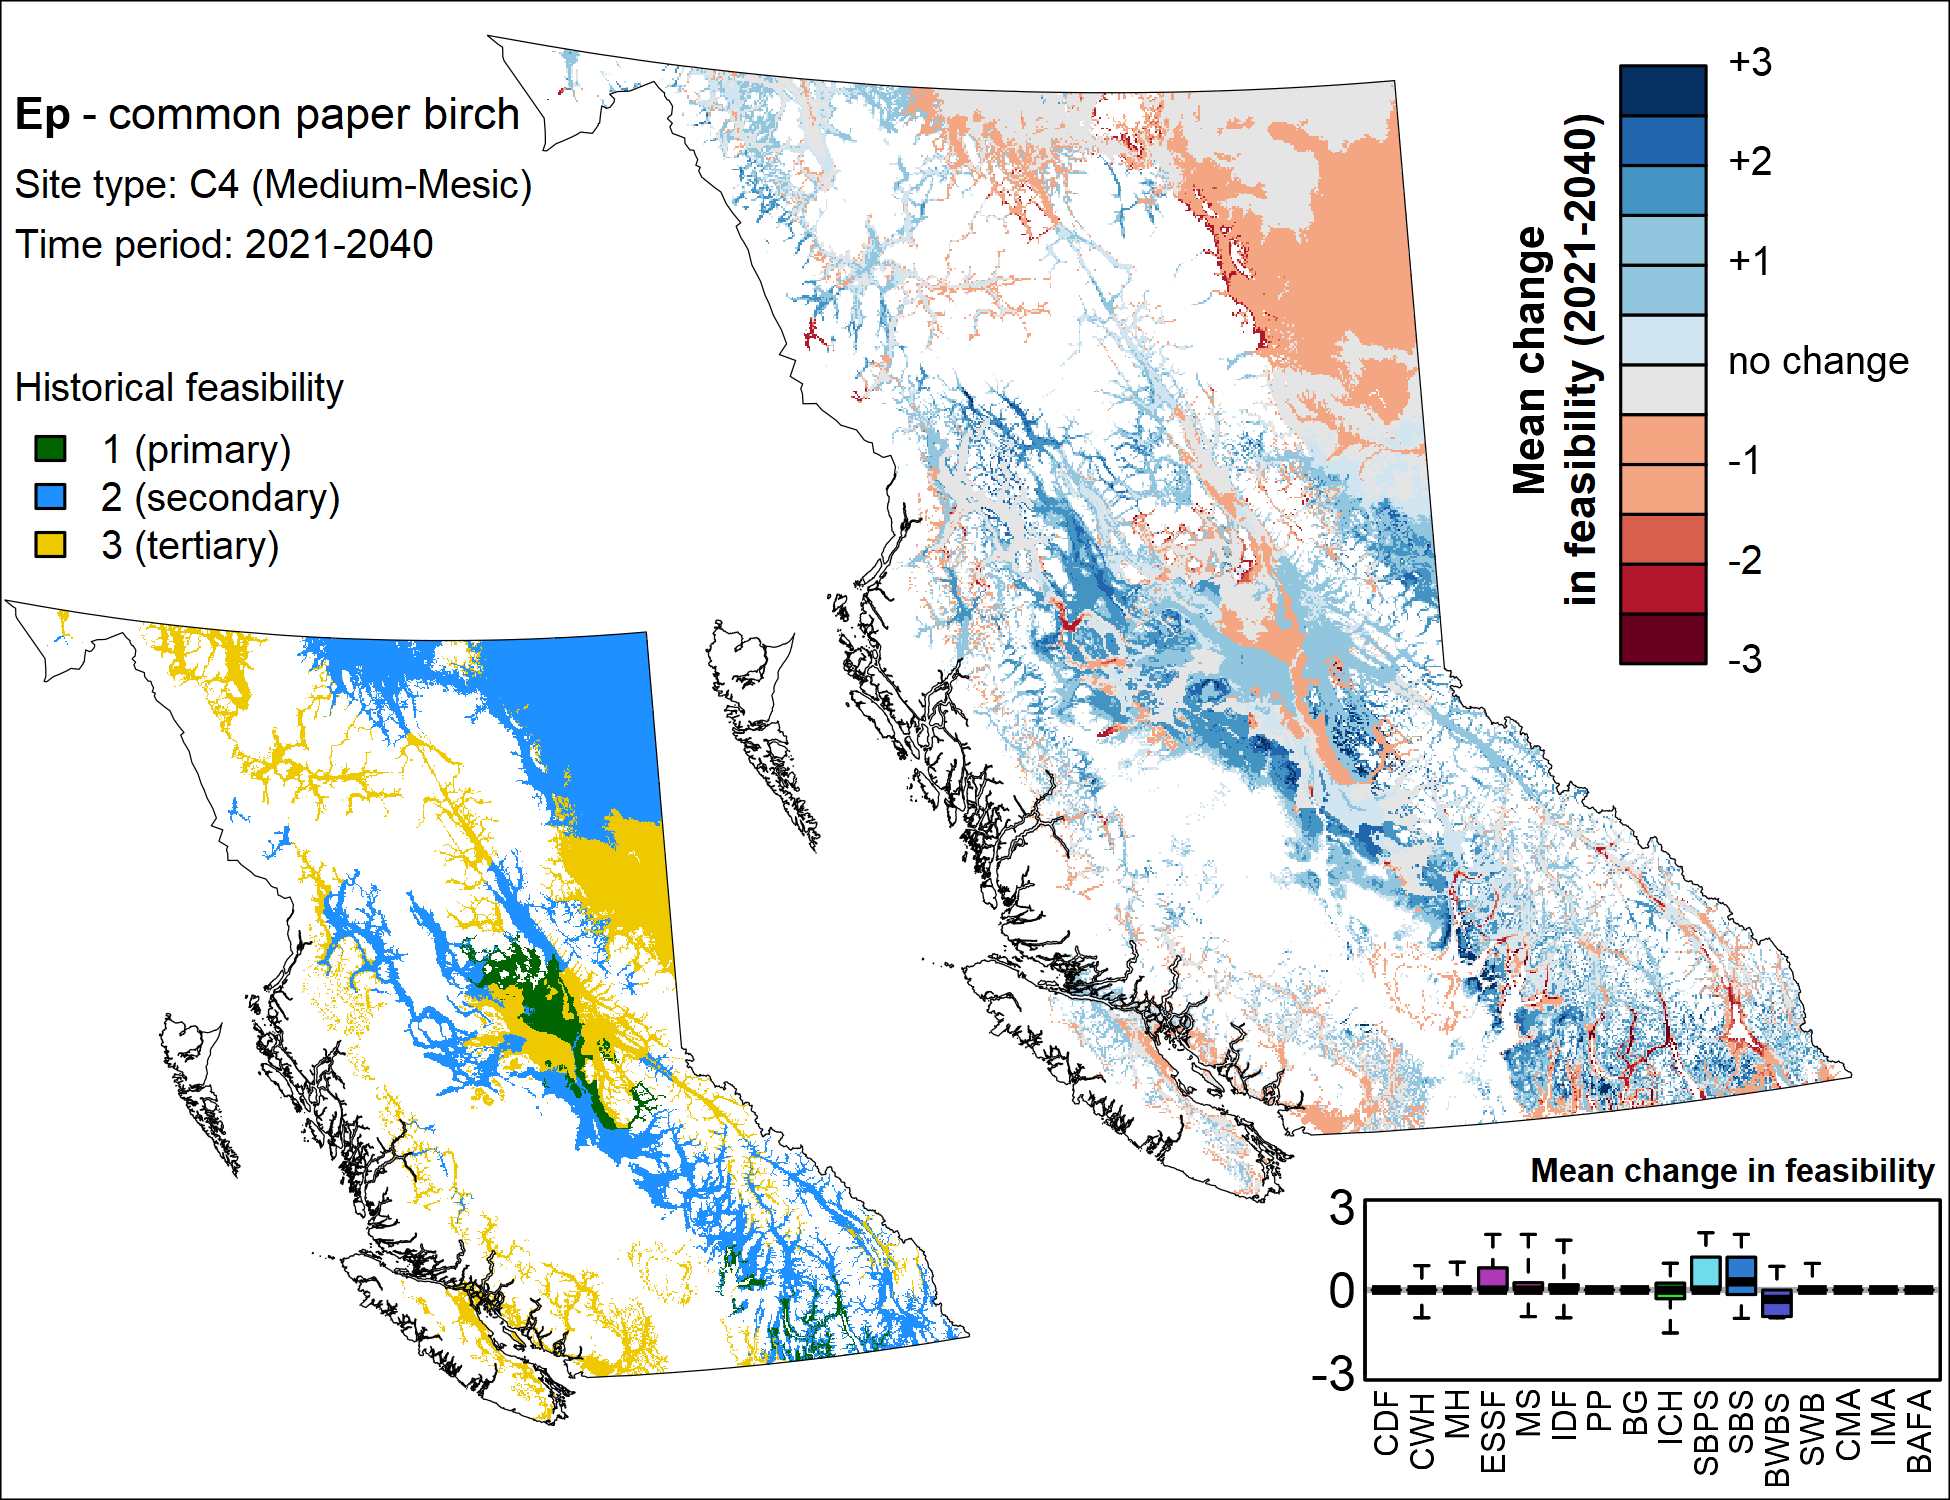 Ep - common paper birch
Site type: C4 (Medium-Mesic)
Time period: 2021-2040
Historical feasibility
1 (primary)
2 (secondary)
3 (tertiary)
Mean change
in feasibility (2021-2040)
+3
+2
+1
no change
-1
-2
-3
Mean change in feasibility
3
0
-3
CDF
CWH
MH
ESSF
MS
IDF
PP
BG
ICH
SBPS
SBS
BWBS
SWB
CMA
IMA
BAFA